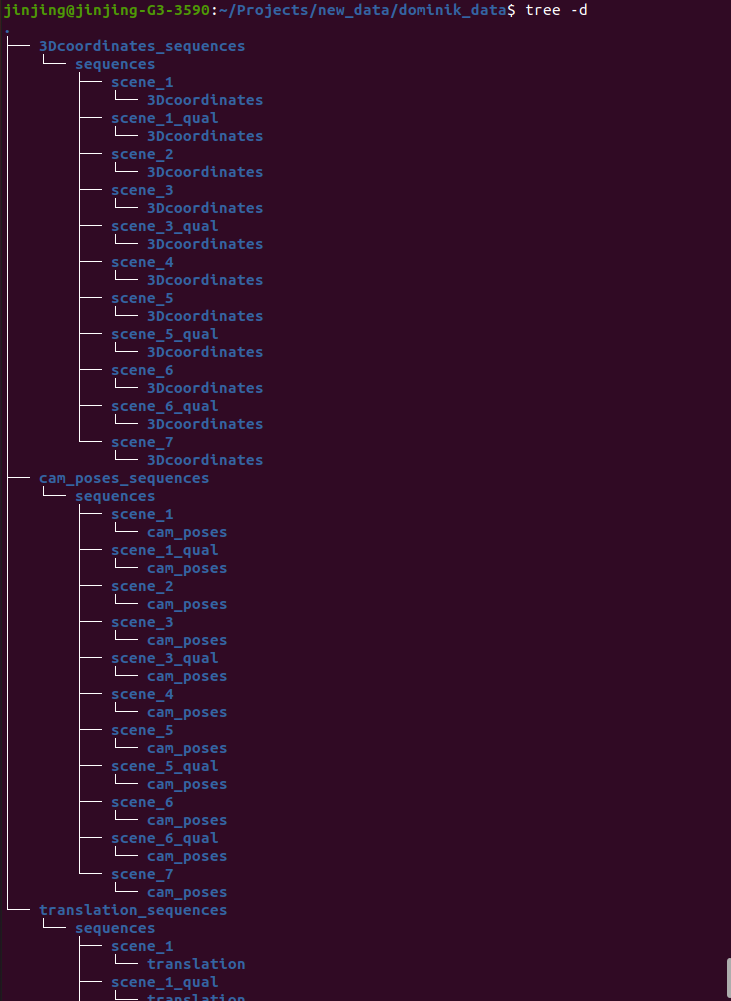 jinjing@jinjing-G3-3590:~/Projects/new_data/dominik_data$ tree -d
.
├── 3Dcoordinates_sequences
│   └── sequences
│       ├── scene_1
│       │   └── 3Dcoordinates
│       ├── scene_1_qual
│       │   └── 3Dcoordinates
│       ├── scene_2
│       │   └── 3Dcoordinates
│       ├── scene_3
│       │   └── 3Dcoordinates
│       ├── scene_3_qual
│       │   └── 3Dcoordinates
│       ├── scene_4
│       │   └── 3Dcoordinates
│       ├── scene_5
│       │   └── 3Dcoordinates
│       ├── scene_5_qual
│       │   └── 3Dcoordinates
│       ├── scene_6
│       │   └── 3Dcoordinates
│       ├── scene_6_qual
│       │   └── 3Dcoordinates
│       └── scene_7
│           └── 3Dcoordinates
├── cam_poses_sequences
│   └── sequences
│       ├── scene_1
│       │   └── cam_poses
│       ├── scene_1_qual
│       │   └── cam_poses
│       ├── scene_2
│       │   └── cam_poses
│       ├── scene_3
│       │   └── cam_poses
│       ├── scene_3_qual
│       │   └── cam_poses
│       ├── scene_4
│       │   └── cam_poses
│       ├── scene_5
│       │   └── cam_poses
│       ├── scene_5_qual
│       │   └── cam_poses
│       ├── scene_6
│       │   └── cam_poses
│       ├── scene_6_qual
│       │   └── cam_poses
│       └── scene_7
│           └── cam_poses
└── translation_sequences
    └── sequences
        ├── scene_1
        │   └── translation
        ├── scene_1_qual
        │   └── translation